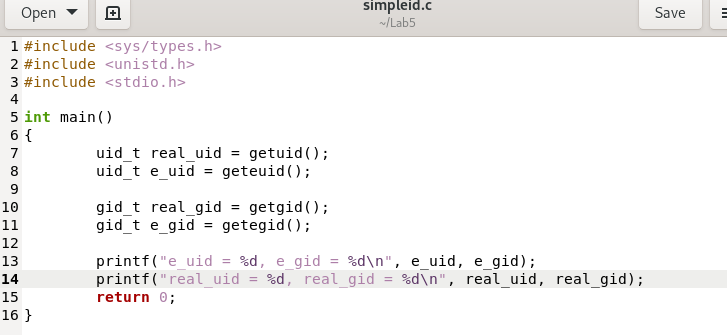 Open simpleid.c Save
~/Lab5
1 #include <sys/types.h>
2 #include <unistd.h>
3 #include <stdio.h>
4
5 int main()
6 {
7         uid_t real_uid = getuid();
8         uid_t e_uid = geteuid();
9
10         gid_t real_gid = getgid();
11         gid_t e_gid = getegid();
12
13         printf("e_uid = %d, e_gid = %d\n", e_uid, e_gid);
14         printf("real_uid = %d, real_gid = %d\n", real_uid, real_gid);
15         return 0;
16 }